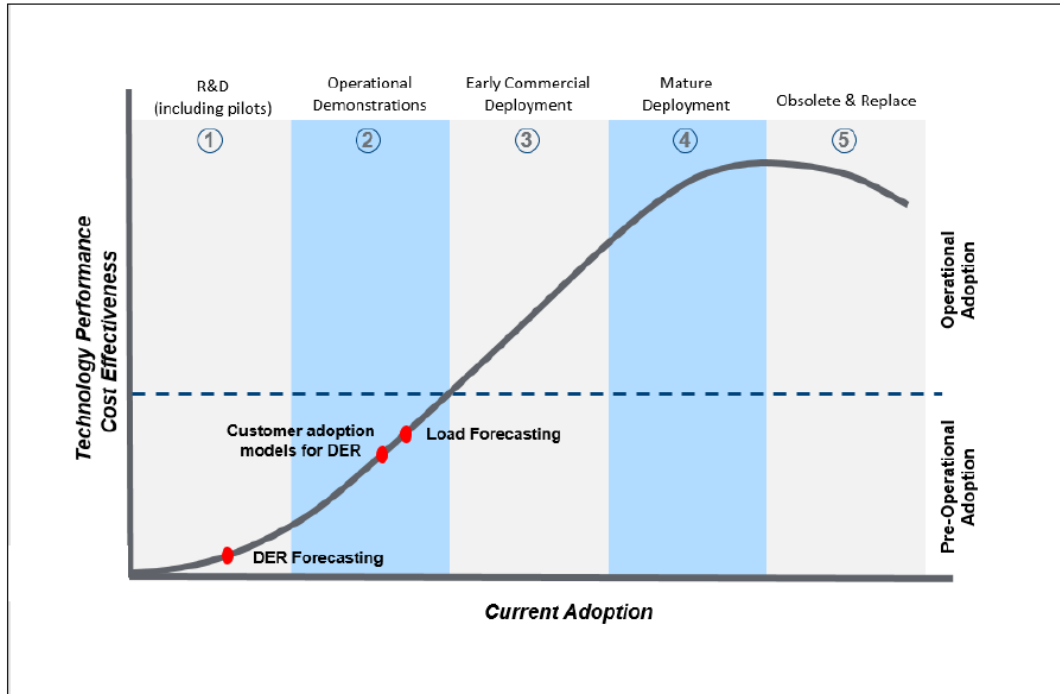 R&D
(including pilots)
Operational
Demonstrations
Early Commercial
Deployment
Mature
Deployment
Obsolete & Replace
1
2
3
4
5
Technology Performance
Cost Effectiveness
Operational
Adoption
Pre-Operational
Adoption
Customer adoption
models for DER
Load Forecasting
DER Forecasting
Current Adoption